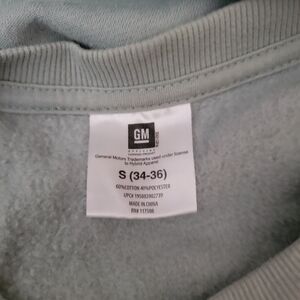 GM
OFFICIAL
General Motors Trademarks used under license
to Hybrid Apparel
S (34-36)
60%COTTON 40%POLYESTER
MADE IN CHINA